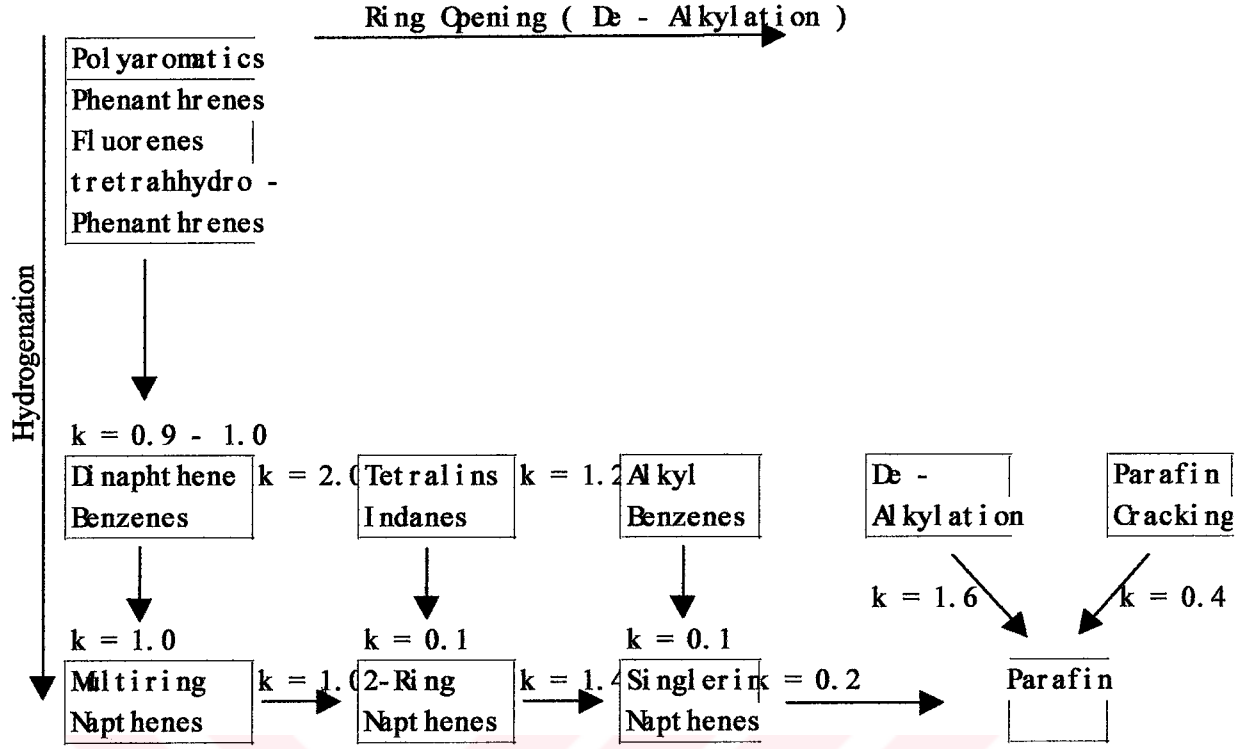 Ring Opening ( De - Alkylation )
Polyaromatics
Phenanthrenes
Fluorenes
tretrahhydro -
Phenanthrenes
Hydrogenation
k = 0.9 - 1.0
Dinaphthene
Benzenes
k = 2.0
Tetralins
Indanes
k = 1.2
Alkyl
Benzenes
De -
Alkylation
Parafin
Cracking
k = 1.6
k = 0.4
k = 1.0
k = 0.1
k = 0.1
Multiring
Napthenes
k = 1.0
2-Ring
Napthenes
k = 1.4
Singlerin
Napthenes
k = 0.2
Parafin